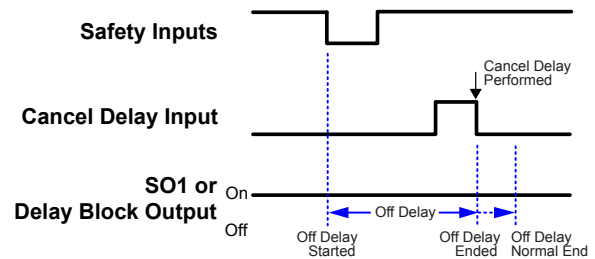 Safety Inputs
Cancel Delay
Performed
Cancel Delay Input
SO1 or
Delay Block Output
On
Off
Off Delay
Off Delay
Started
Off Delay
Ended
Off Delay
Normal End